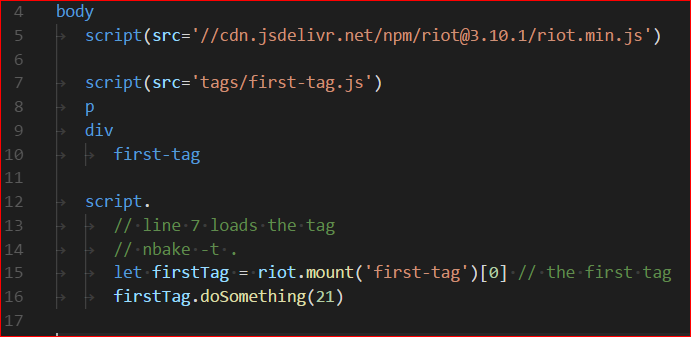 4 body
5 script(src='//cdn.jsdelivr.net/npm/riot@3.10.1/riot.min.js')
6
7 script(src='tags/first-tag.js')
8 p
9 div
10 first-tag
11
12 script.
13 // line 7 loads the tag
14 // nbake -t .
15 let firstTag = riot.mount('first-tag')[0] // the first tag
16 firstTag.doSomething(21)
17